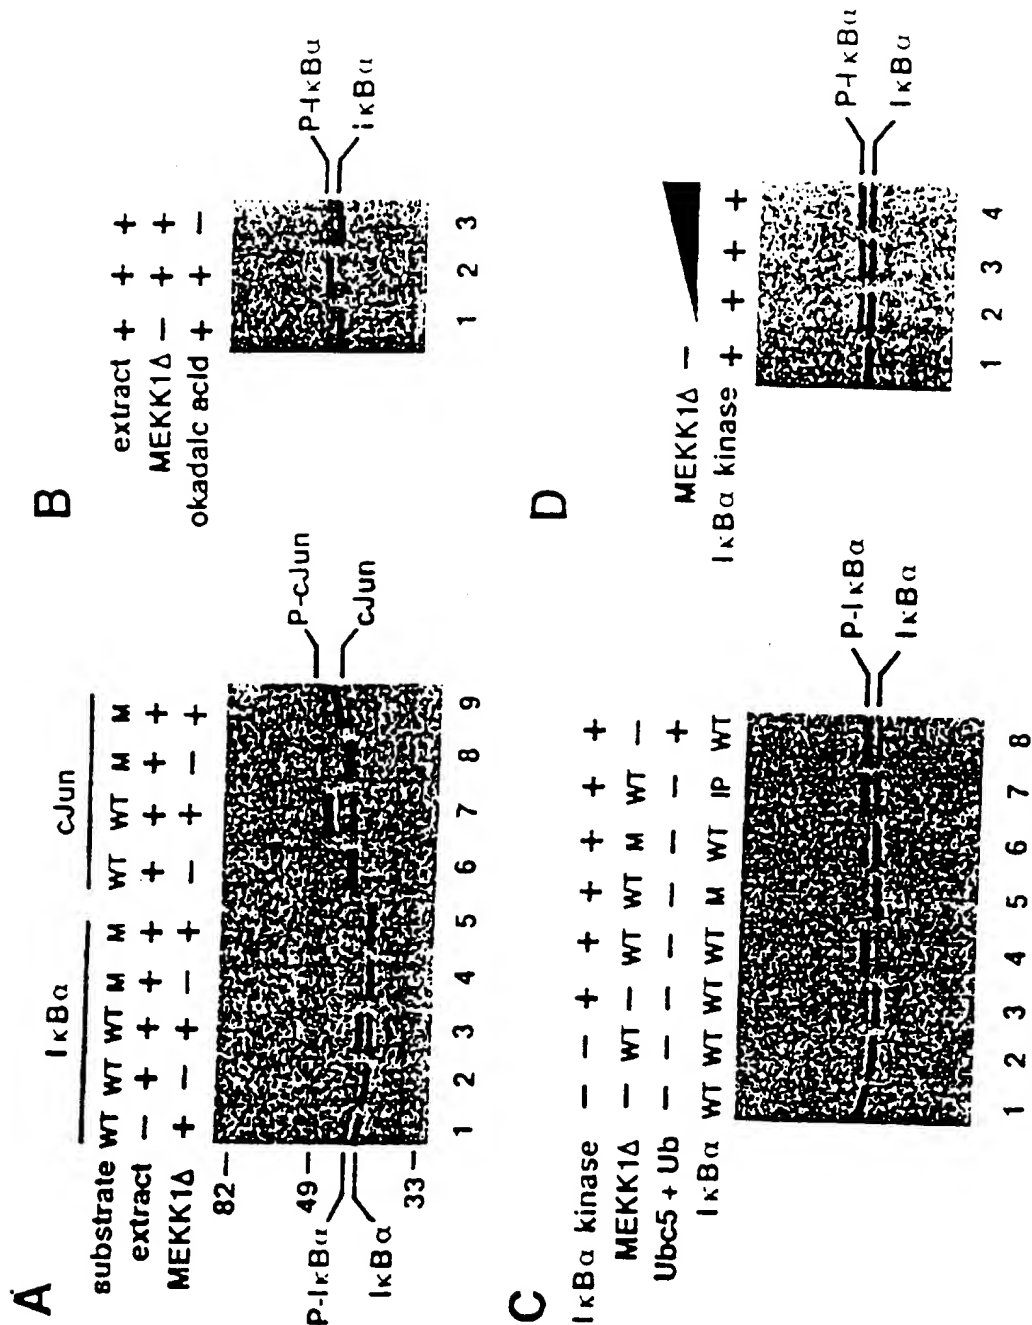 A
IκBα
cJun
substrate WT WT WT M M WT WT M M
extract − + + + + + + + +
MEKK1Δ + − + − + − + − +
82 −
49 −
33 −
P-IκBα
IκBα
P-cJun
cJun
1 2 3 4 5 6 7 8 9
B
extract + + +
MEKK1Δ − + +
okadaic acid + + −
P-IκBα
IκBα
1 2 3
C
IκBα kinase − − + + + + + +
MEKK1Δ − WT − WT WT M WT −
Ubc5 + Ub − − − − − − − +
IκBα WT WT WT WT M WT IP WT
P-IκBα
IκBα
1 2 3 4 5 6 7 8
D
MEKK1Δ −
IκBα kinase + + + +
P-IκBα
IκBα
1 2 3 4